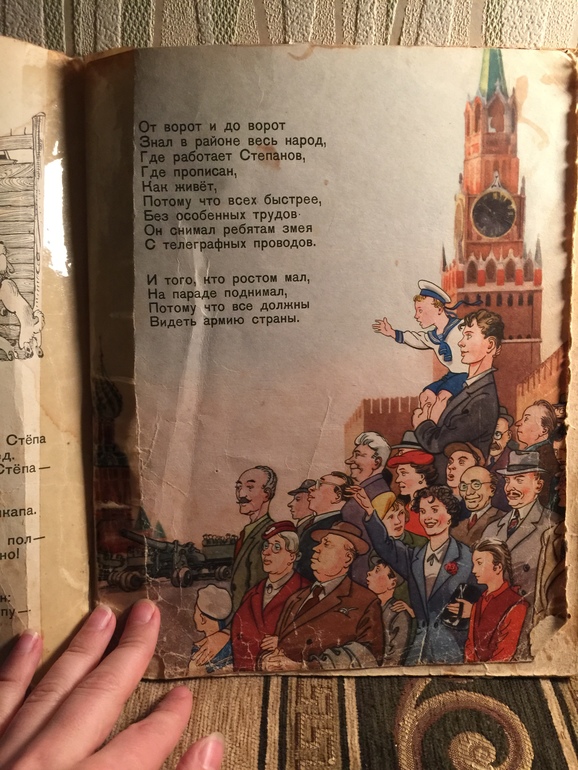 Стёпа
Стёпа—
пол—
От ворот и до ворот
Знал в районе весь народ,
Где работает Степанов,
Где прописан,
Как живёт,
Потому что всех быстрее,
Без особенных трудов
Он снимал ребятам змея
С телеграфных проводов.
И того, кто ростом мал,
На параде поднимал,
Потому что все должны
Видеть армию страны.